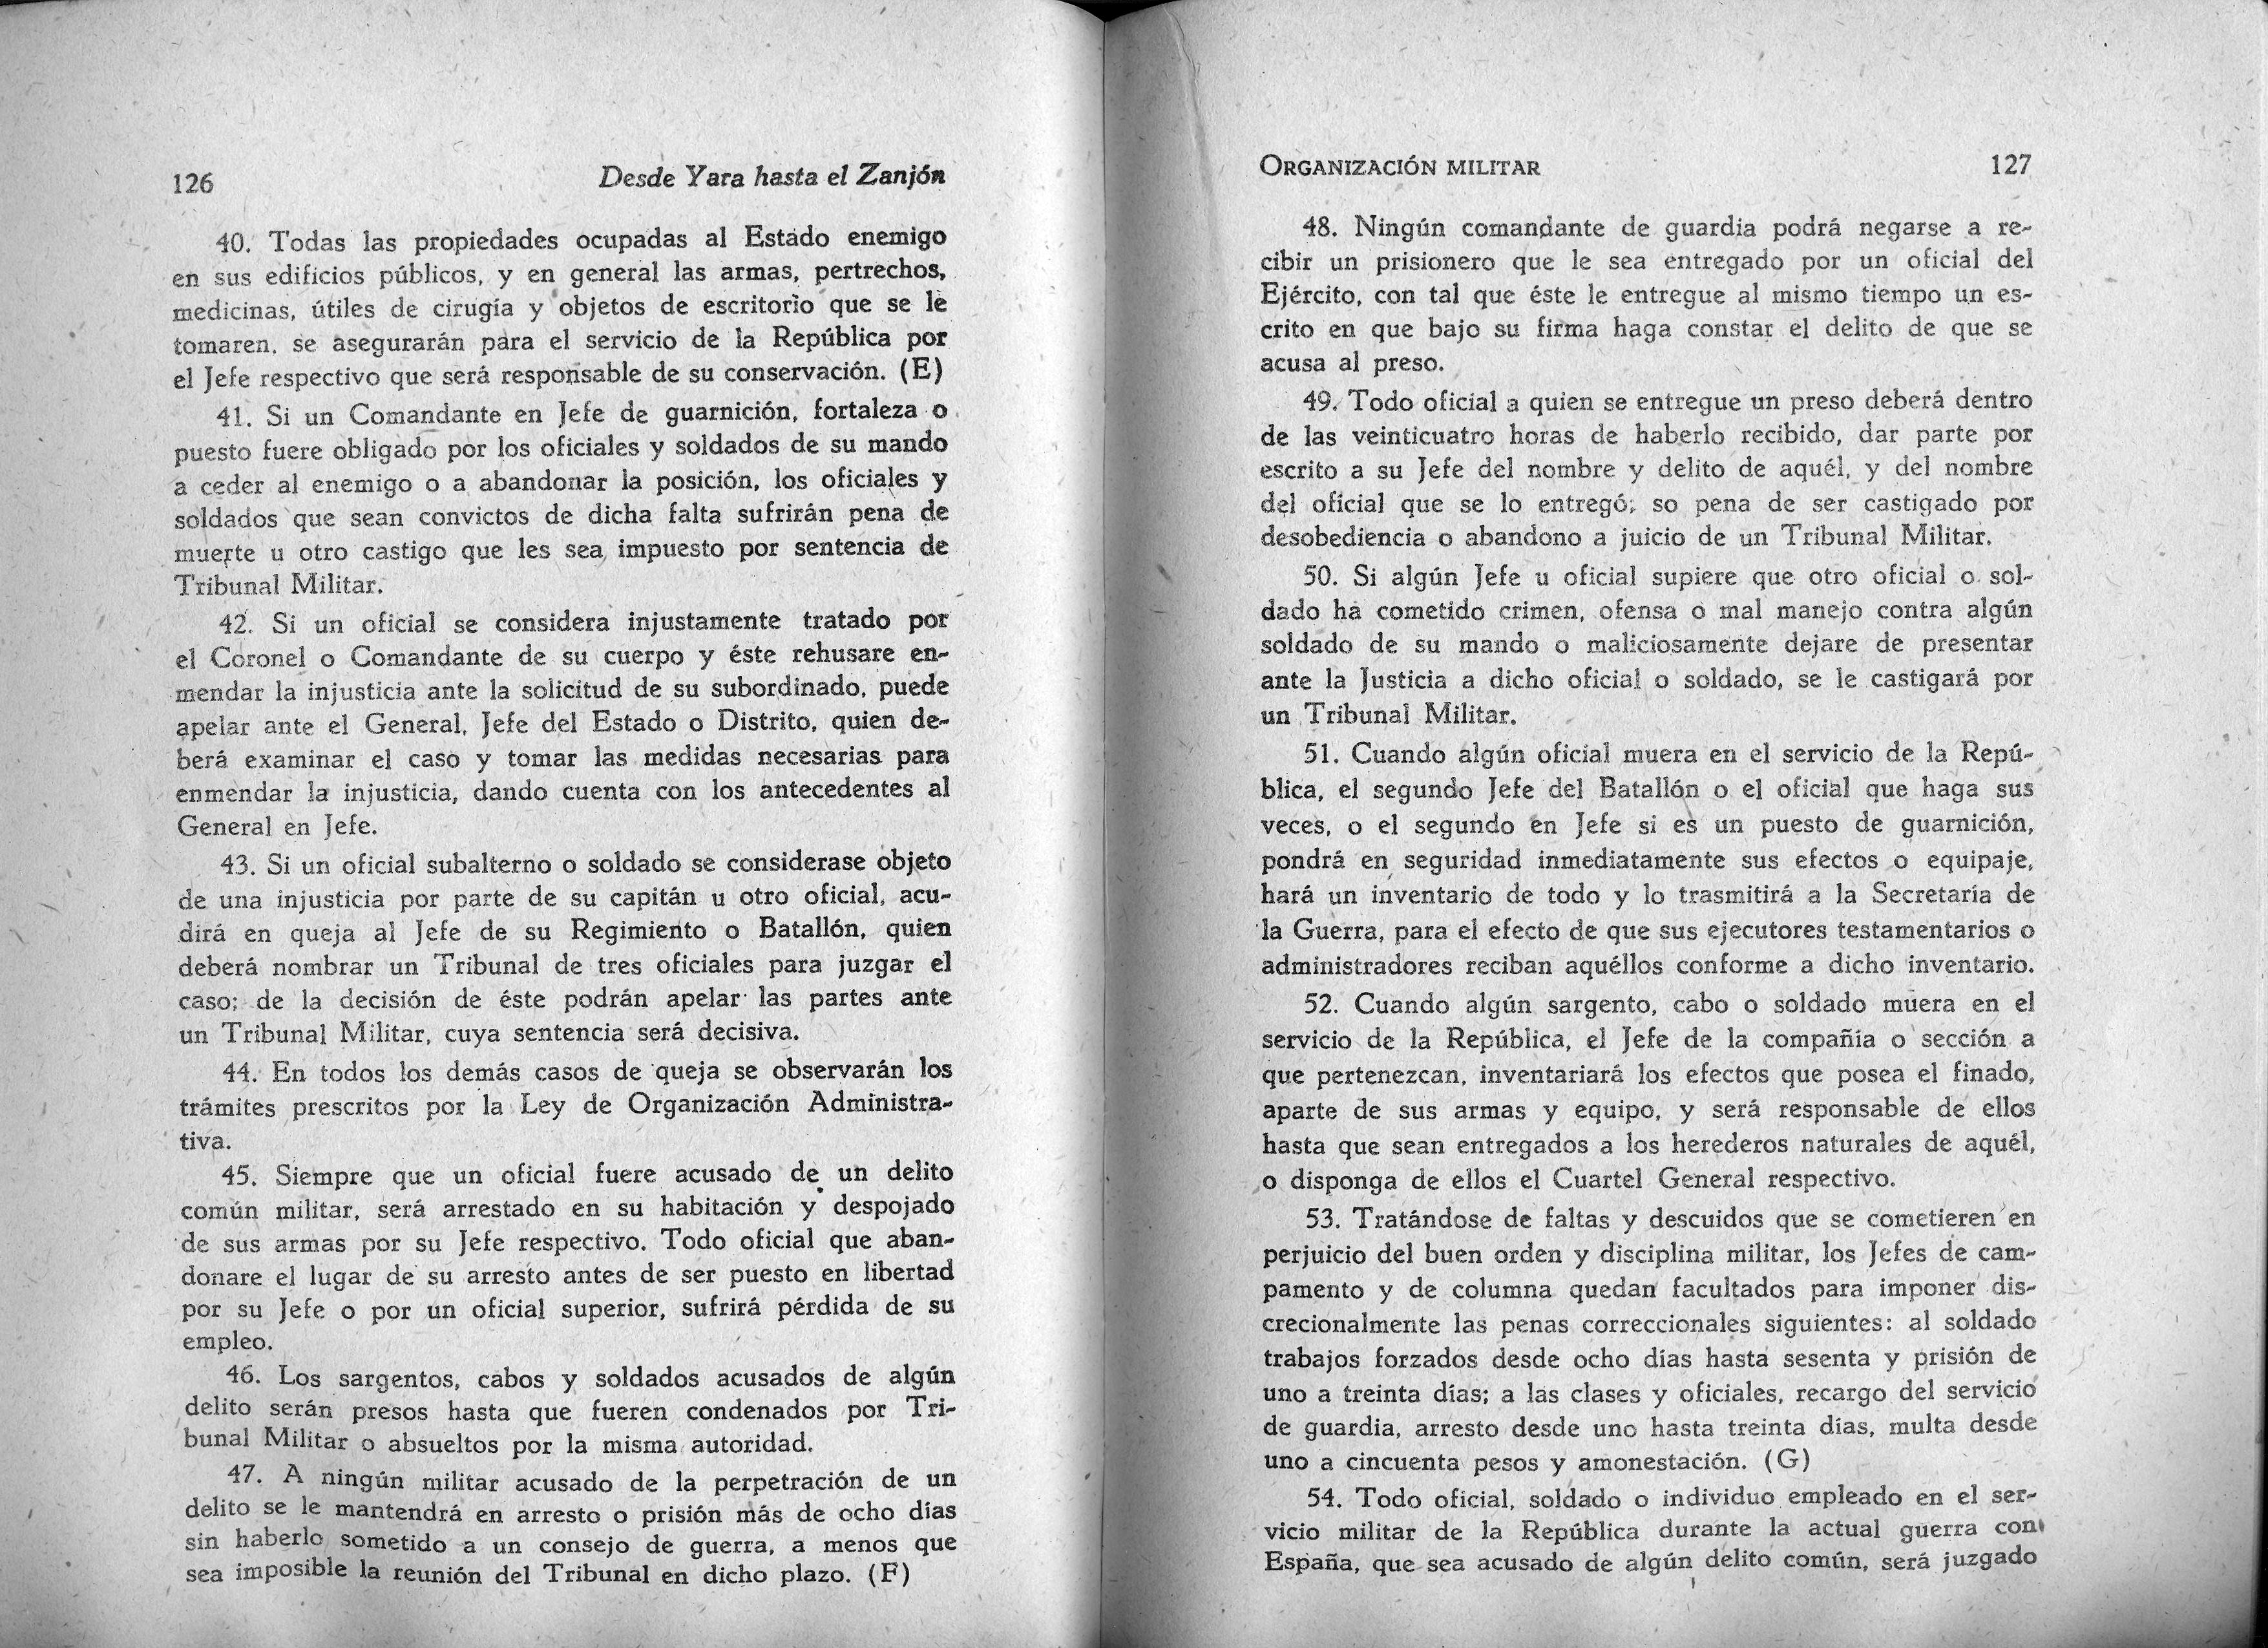 126 Desde Yara hasta el Zanjón
40. Todas las propiedades ocupadas al Estado enemigo
en sus edificios públicos, y en general las armas, pertrechos,
medicinas, útiles de cirugía y objetos de escritorio que se le
tomaren, se asegurarán para el servicio de la República por
el Jefe respectivo que será responsable de su conservación. (E)
41. Si un Comandante en Jefe de guarnición, fortaleza o
puesto fuere obligado por los oficiales y soldados de su mando
a ceder al enemigo o a abandonar la posición, los oficiales y
soldados que sean convictos de dicha falta sufrirán pena de
muerte u otro castigo que les sea impuesto por sentencia de
Tribunal Militar.
42. Si un oficial se considera injustamente tratado por
el Coronel o Comandante de su cuerpo y éste rehusare en-
mendar la injusticia ante la solicitud de su subordinado, puede
apelar ante el General, Jefe del Estado o Distrito, quien de-
berá examinar el caso y tomar las medidas necesarias para
enmendar la injusticia, dando cuenta con los antecedentes al
General en Jefe.
43. Si un oficial subalterno o soldado se considerase objeto
de una injusticia por parte de su capitán u otro oficial, acu-
dirá en queja al Jefe de su Regimiento o Batallón, quien
deberá nombrar un Tribunal de tres oficiales para juzgar el
caso; de la decisión de éste podrán apelar las partes ante
un Tribunal Militar, cuya sentencia será decisiva.
44. En todos los demás casos de queja se observarán los
trámites prescritos por la Ley de Organización Administra-
tiva.
45. Siempre que un oficial fuere acusado de un delito
común militar, será arrestado en su habitación y despojado
de sus armas por su Jefe respectivo. Todo oficial que aban-
donare el lugar de su arresto antes de ser puesto en libertad
por su Jefe o por un oficial superior, sufrirá pérdida de su
empleo.
46. Los sargentos, cabos y soldados acusados de algún
delito serán presos hasta que fueren condenados por Tri-
bunal Militar o absueltos por la misma autoridad.
47. A ningún militar acusado de la perpetración de un
delito se le mantendrá en arresto o prisión más de ocho días
sin haberlo sometido a un consejo de guerra, a menos que
sea imposible la reunión del Tribunal en dicho plazo. (F)
ORGANIZACIÓN MILITAR 127
48. Ningún comandante de guardia podrá negarse a re-
cibir un prisionero que le sea entregado por un oficial del
Ejército, con tal que éste le entregue al mismo tiempo un es-
crito en que bajo su firma haga constar el delito de que se
acusa al preso.
49. Todo oficial a quien se entregue un preso deberá dentro
de las veinticuatro horas de haberlo recibido, dar parte por
escrito a su Jefe del nombre y delito de aquél, y del nombre
del oficial que se lo entregó; so pena de ser castigado por
desobediencia o abandono a juicio de un Tribunal Militar.
50. Si algún Jefe u oficial supiere que otro oficial o sol-
dado ha cometido crimen, ofensa o mal manejo contra algún
soldado de su mando o maliciosamente dejare de presentar
ante la Justicia a dicho oficial o soldado, se le castigará por
un Tribunal Militar.
51. Cuando algún oficial muera en el servicio de la Repú-
blica, el segundo Jefe del Batallón o el oficial que haga sus
veces, o el segundo en Jefe si es un puesto de guarnición,
pondrá en seguridad inmediatamente sus efectos o equipaje,
hará un inventario de todo y lo trasmitirá a la Secretaría de
la Guerra, para el efecto de que sus ejecutores testamentarios o
administradores reciban aquéllos conforme a dicho inventario.
52. Cuando algún sargento, cabo o soldado muera en el
servicio de la República, el Jefe de la compañía o sección a
que pertenezcan, inventariará los efectos que posea el finado,
aparte de sus armas y equipo, y será responsable de ellos
hasta que sean entregados a los herederos naturales de aquél,
o disponga de ellos el Cuartel General respectivo.
53. Tratándose de faltas y descuidos que se cometieren en
perjuicio del buen orden y disciplina militar, los Jefes de cam-
pamento y de columna quedan facultados para imponer dis-
crecionalmente las penas correccionales siguientes: al soldado
trabajos forzados desde ocho días hasta sesenta y prisión de
uno a treinta días; a las clases y oficiales, recargo del servicio
de guardia, arresto desde uno hasta treinta días, multa desde
uno a cincuenta pesos y amonestación. (G)
54. Todo oficial, soldado o individuo empleado en el ser-
vicio militar de la República durante la actual guerra con
España, que sea acusado de algún delito común, será juzgado